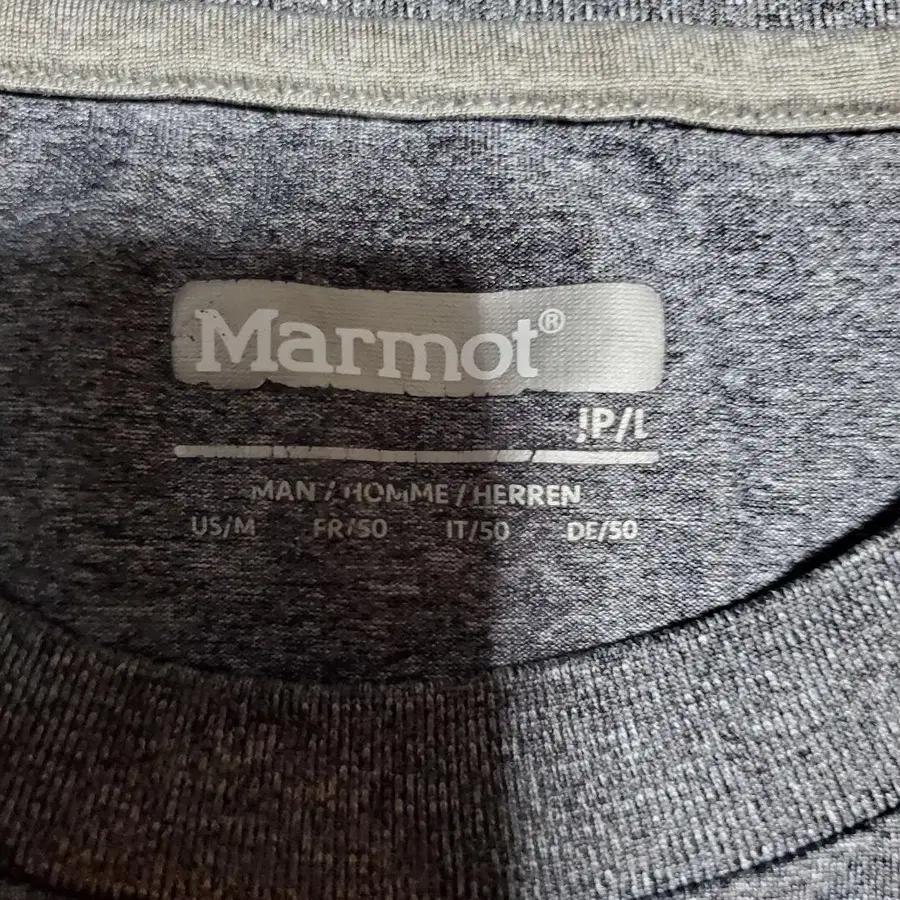 Marmot®
JP/L
MAN / HOMME / HERREN
US/M FR/50 IT/50 DE/50